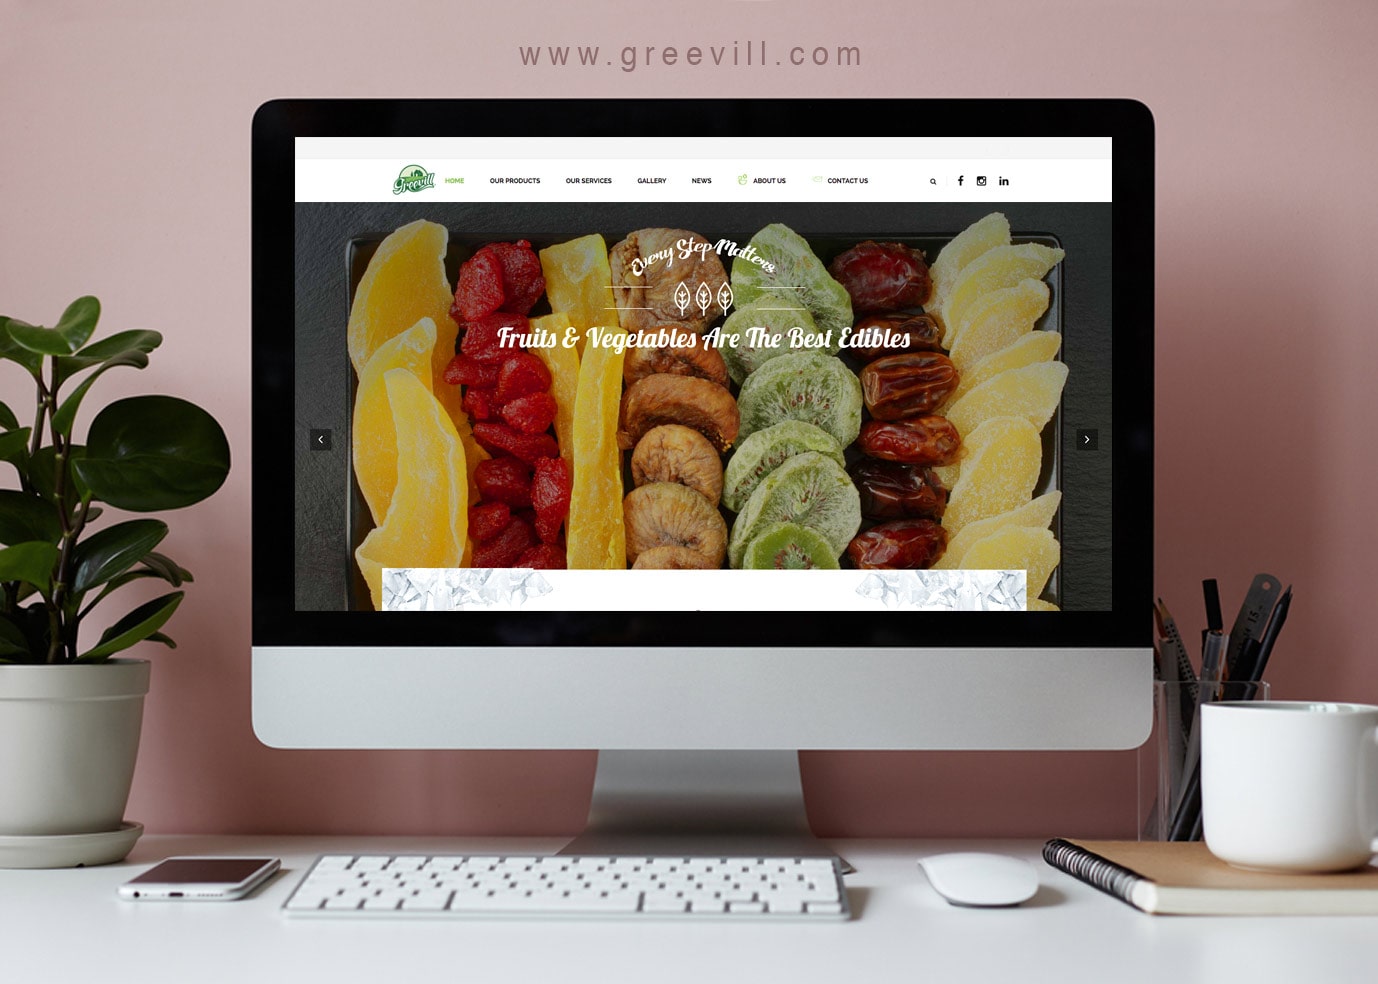 www.greevill.com
Greevill
HOME OUR PRODUCTS OUR SERVICES GALLERY NEWS ABOUT US CONTACT US
Every Step Matters
Fruits & Vegetables Are The Best Edibles
15